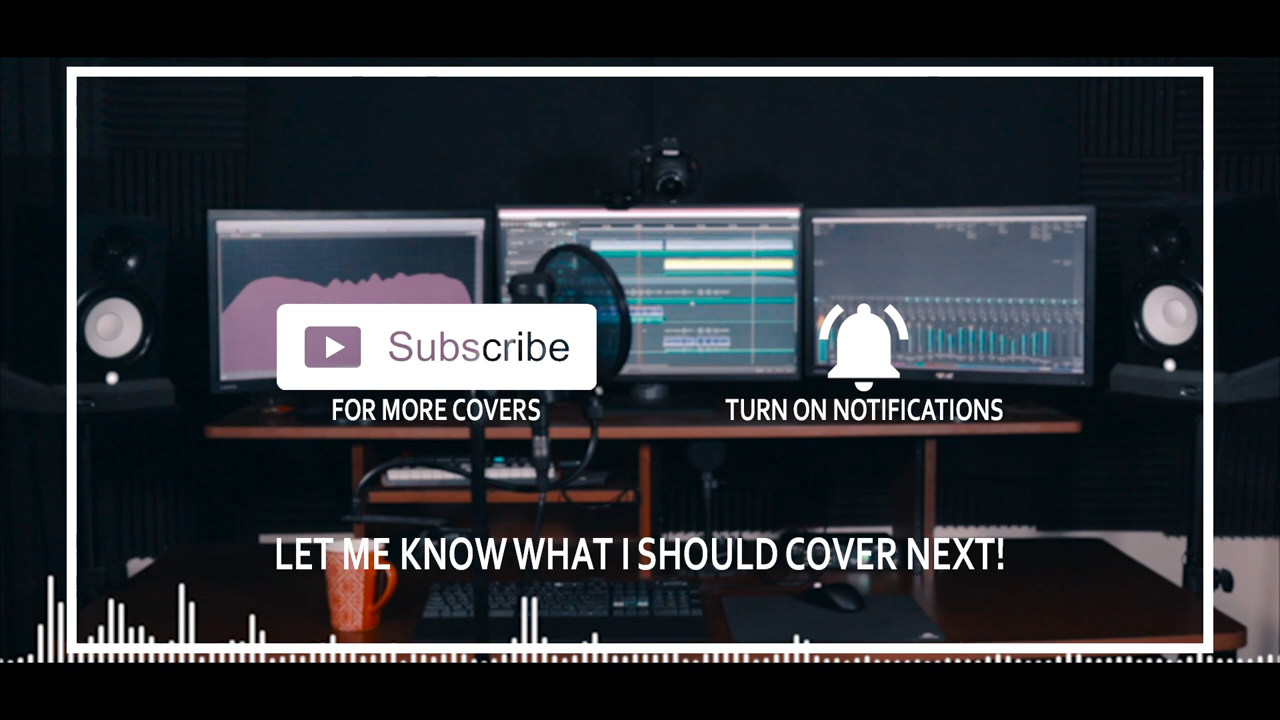 Subscribe
FOR MORE COVERS
TURN ON NOTIFICATIONS
LET ME KNOW WHAT I SHOULD COVER NEXT!